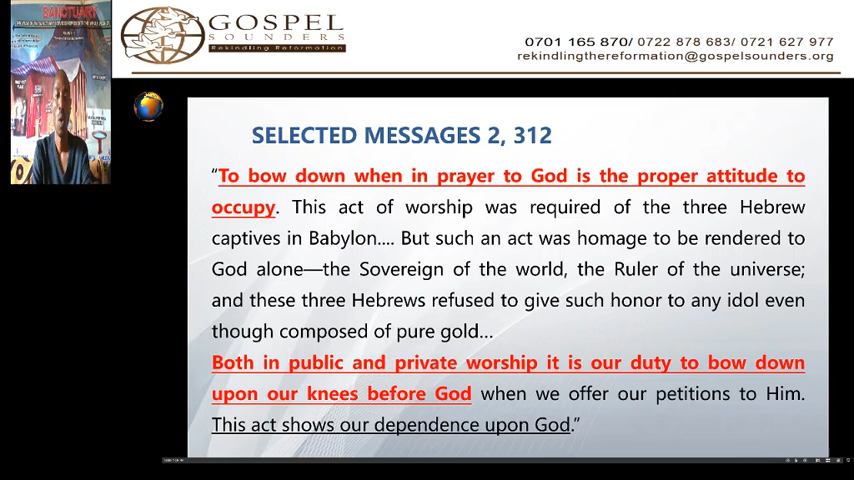 SANCTUARY
GOSPEL
SOUNDERS
Rekindling Reformation
0701 165 870/ 0722 878 683/ 0721 627 977
rekindlingthereformation@gospelsounders.org
SELECTED MESSAGES 2, 312
“To bow down when in prayer to God is the proper attitude to
occupy. This act of worship was required of the three Hebrew
captives in Babylon.... But such an act was homage to be rendered to
God alone—the Sovereign of the world, the Ruler of the universe;
and these three Hebrews refused to give such honor to any idol even
though composed of pure gold...
Both in public and private worship it is our duty to bow down
upon our knees before God when we offer our petitions to Him.
This act shows our dependence upon God.”